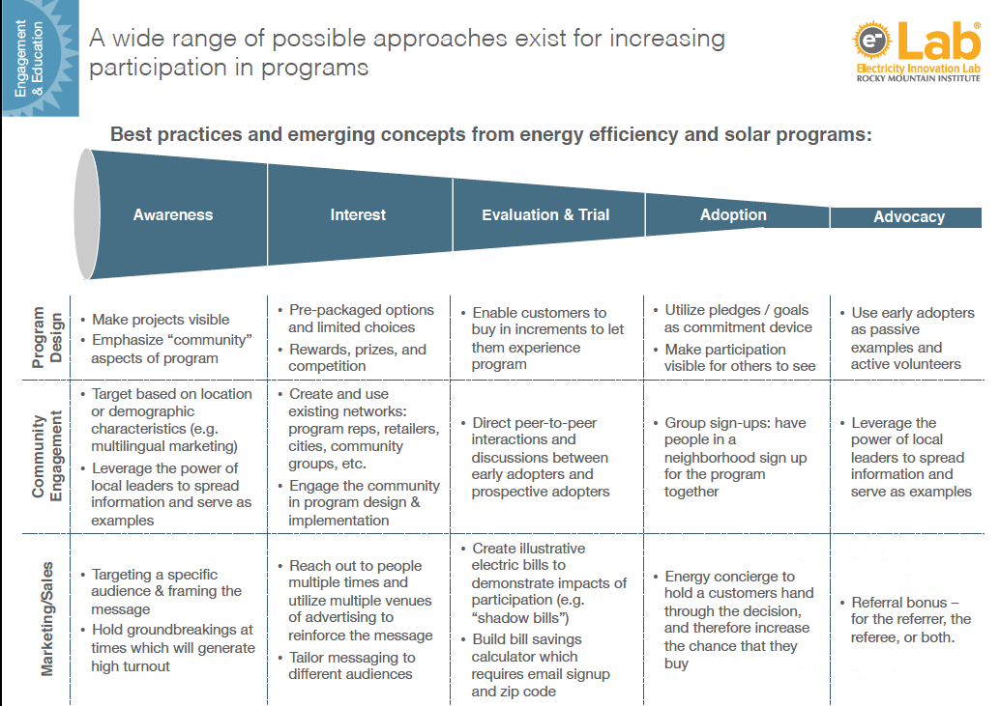 Engagement
& Education
A wide range of possible approaches exist for increasing
participation in programs
e-Lab®
Electricity Innovation Lab
ROCKY MOUNTAIN INSTITUTE
Best practices and emerging concepts from energy efficiency and solar programs:
Awareness
Interest
Evaluation & Trial
Adoption
Advocacy
Program
Design
• Make projects visible
• Emphasize “community”
aspects of program
• Pre-packaged options
and limited choices
• Rewards, prizes, and
competition
• Enable customers to
buy in increments to let
them experience
program
• Utilize pledges / goals
as commitment device
• Make participation
visible for others to see
• Use early adopters
as passive
examples and
active volunteers
Community
Engagement
• Target based on location
or demographic
characteristics (e.g.
multilingual marketing)
• Leverage the power of
local leaders to spread
information and serve as
examples
• Create and use
existing networks:
program reps, retailers,
cities, community
groups, etc.
• Engage the community
in program design &
implementation
• Direct peer-to-peer
interactions and
discussions between
early adopters and
prospective adopters
• Group sign-ups: have
people in a
neighborhood sign up
for the program
together
• Leverage the
power of local
leaders to spread
information and
serve as examples
Marketing/Sales
• Targeting a specific
audience & framing the
message
• Hold groundbreakings at
times which will generate
high turnout
• Reach out to people
multiple times and
utilize multiple venues
of advertising to
reinforce the message
• Tailor messaging to
different audiences
• Create illustrative
electric bills to
demonstrate impacts of
participation (e.g.
“shadow bills”)
• Build bill savings
calculator which
requires email signup
and zip code
• Energy concierge to
hold a customers hand
through the decision,
and therefore increase
the chance that they
buy
• Referral bonus –
for the referrer, the
referee, or both.